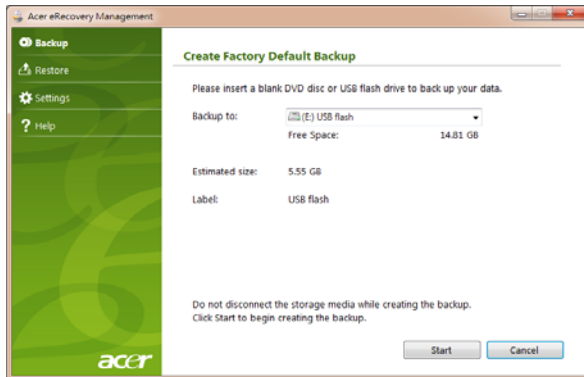 Acer eRecovery Management
Backup
Restore
Settings
Help
Create Factory Default Backup
Please insert a blank DVD disc or USB flash drive to back up your data.
Backup to: (E:) USB flash
Free Space: 14.81 GB
Estimated size: 5.55 GB
Label: USB flash
Do not disconnect the storage media while creating the backup.
Click Start to begin creating the backup.
Start Cancel
acer